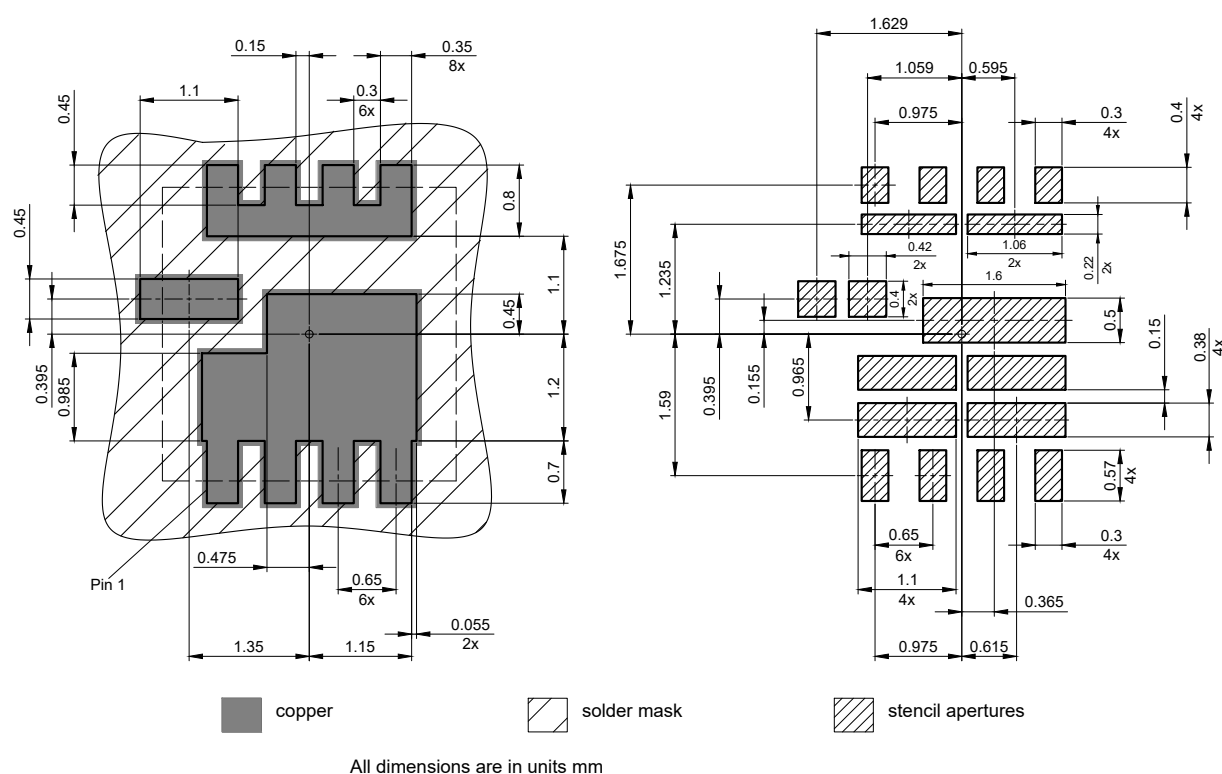 1.629
0.15
0.35
8x
1.1
0.3
6x
0.45
0.45
0.8
1.1
0.45
1.2
0.7
0.395
0.985
Pin 1
0.475
0.65
6x
0.055
2x
1.35
1.15
1.059
0.595
0.975
0.3
4x
0.4
4x
1.675
1.235
0.42
2x
1.06
2x
0.22
2x
0.4
2x
1.6
0.5
0.15
0.38
4x
0.395
0.155
0.965
1.59
0.57
4x
0.65
6x
0.3
4x
1.1
4x
0.365
0.975
0.615
copper
solder mask
stencil apertures
All dimensions are in units mm